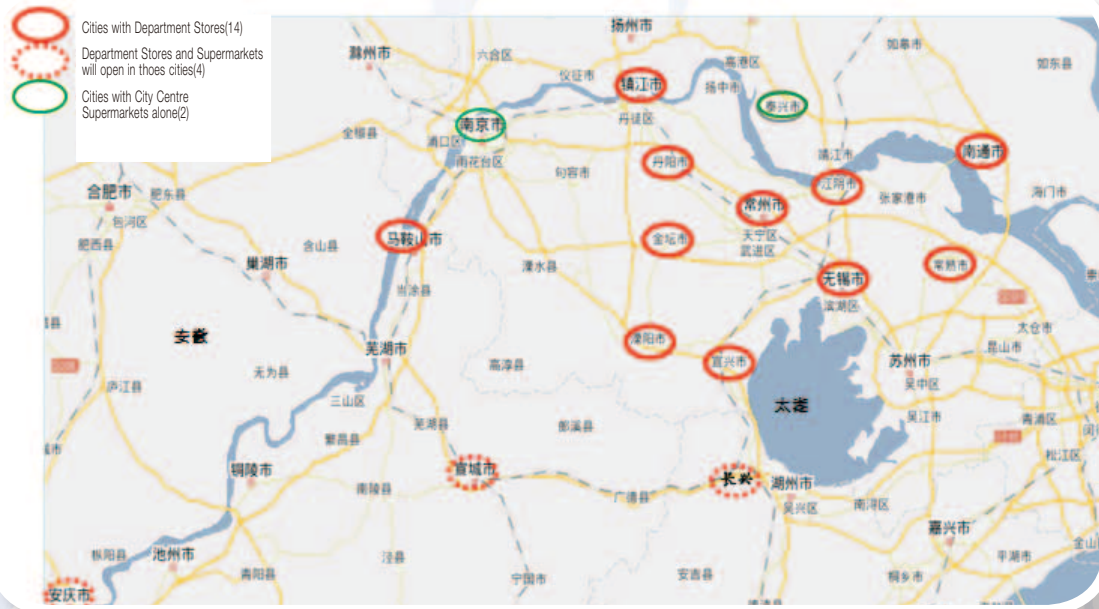 Cities with Department Stores(14)
Department Stores and Supermarkets
will open in thoes cities(4)
Cities with City Centre
Supermarkets alone(2)
扬州市
滁州市
六合区
如皋市
高港区
如东县
仪征市
镇江市
扬中市
泰兴市
南京市
丹徒区
全椒县
浦口区
雨花台区
丹阳市
靖江市
南通市
句容市
江阴市
合肥市
肥东县
张家港市
海门市
包河区
常州市
肥西县
含山县
马鞍山市
金坛市
天宁区
武进区
巢湖市
溧水县
常熟市
当涂县
无锡市
滨湖区
安徽
太仓市
溧阳市
芜湖市
昆山市
宜兴市
苏州市
高淳县
无为县
庐江县
吴中区
三山区
太湖
吴江市
青浦区
芜湖县
郎溪县
繁昌县
松江区
铜陵市
宣城市
长兴
湖州市
南陵县
广德县
吴兴区
南浔区
嘉兴市
枞阳县
池州市
泾县
平湖市
青阳县
宁国市
安吉县
桐乡市
安庆市